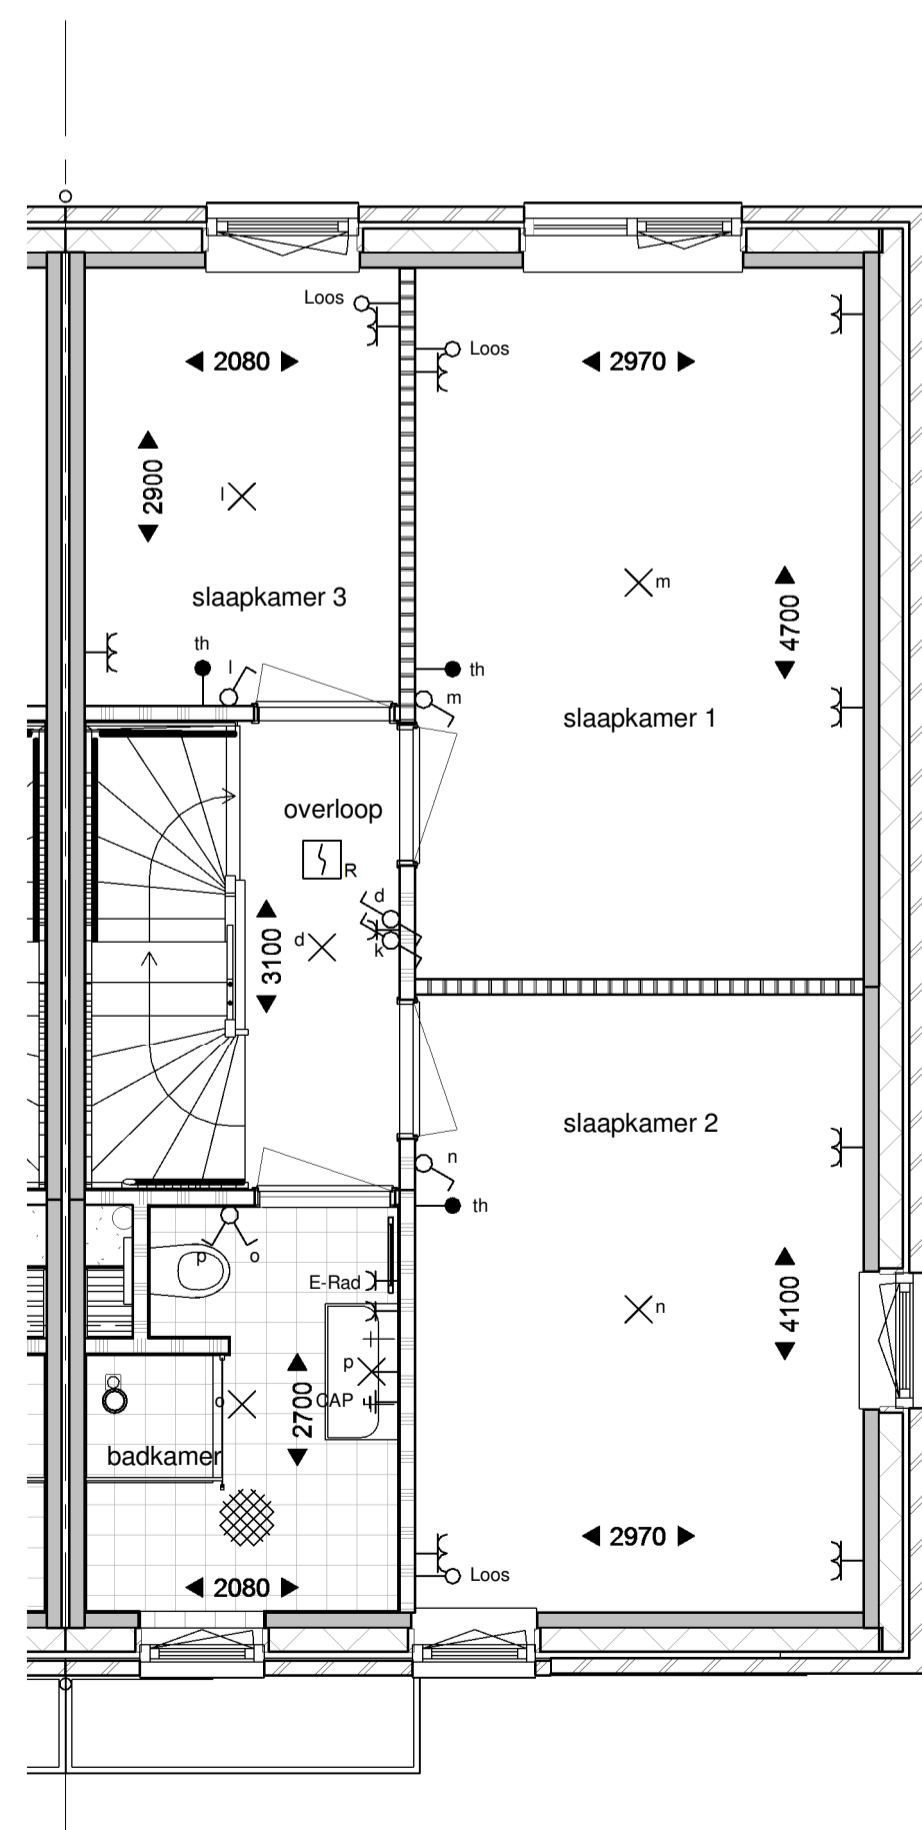 Loos
Loos
2080
2970
2900
l
m
4700
slaapkamer 3
th
l
th
m
slaapkamer 1
overloop
R
d
d
k
3100
slaapkamer 2
n
th
p
o
E-Rad
4100
n
p
o
CAP
2700
badkamer
2970
Loos
2080